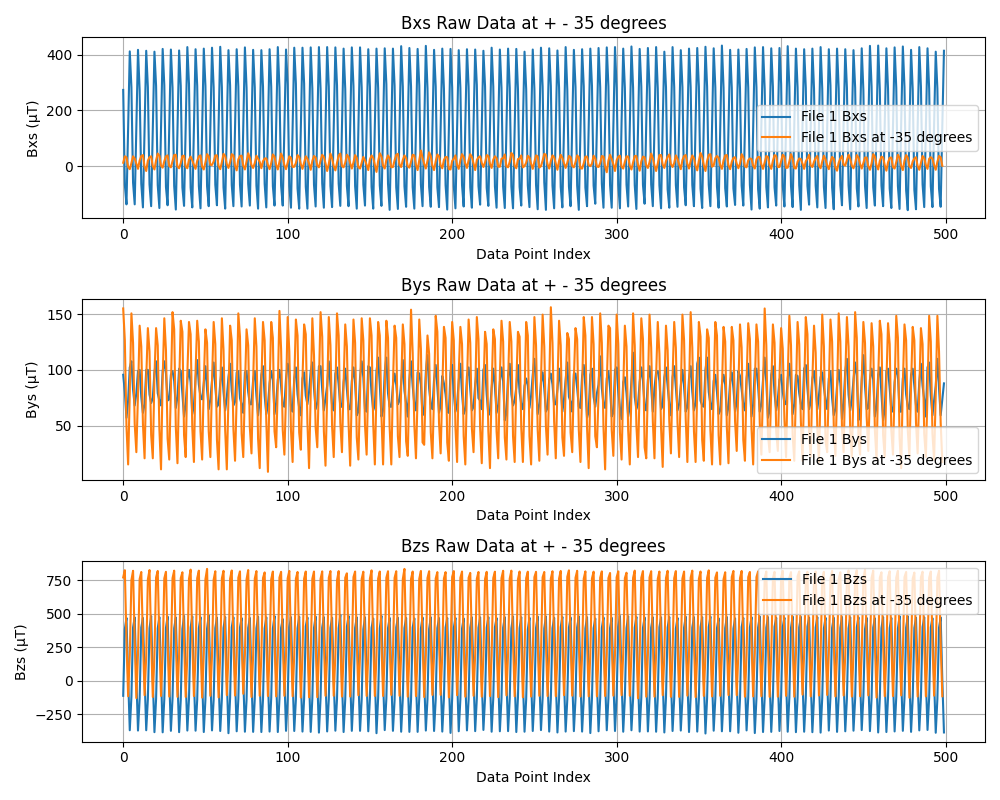 Bxs Raw Data at + - 35 degrees
400
200
0
Bxs (μT)
File 1 Bxs
File 1 Bxs at -35 degrees
0 100 200 300 400 500
Data Point Index
Bys Raw Data at + - 35 degrees
150
100
50
Bys (μT)
File 1 Bys
File 1 Bys at -35 degrees
0 100 200 300 400 500
Data Point Index
Bzs Raw Data at + - 35 degrees
750
500
250
0
−250
Bzs (μT)
File 1 Bzs
File 1 Bzs at -35 degrees
0 100 200 300 400 500
Data Point Index